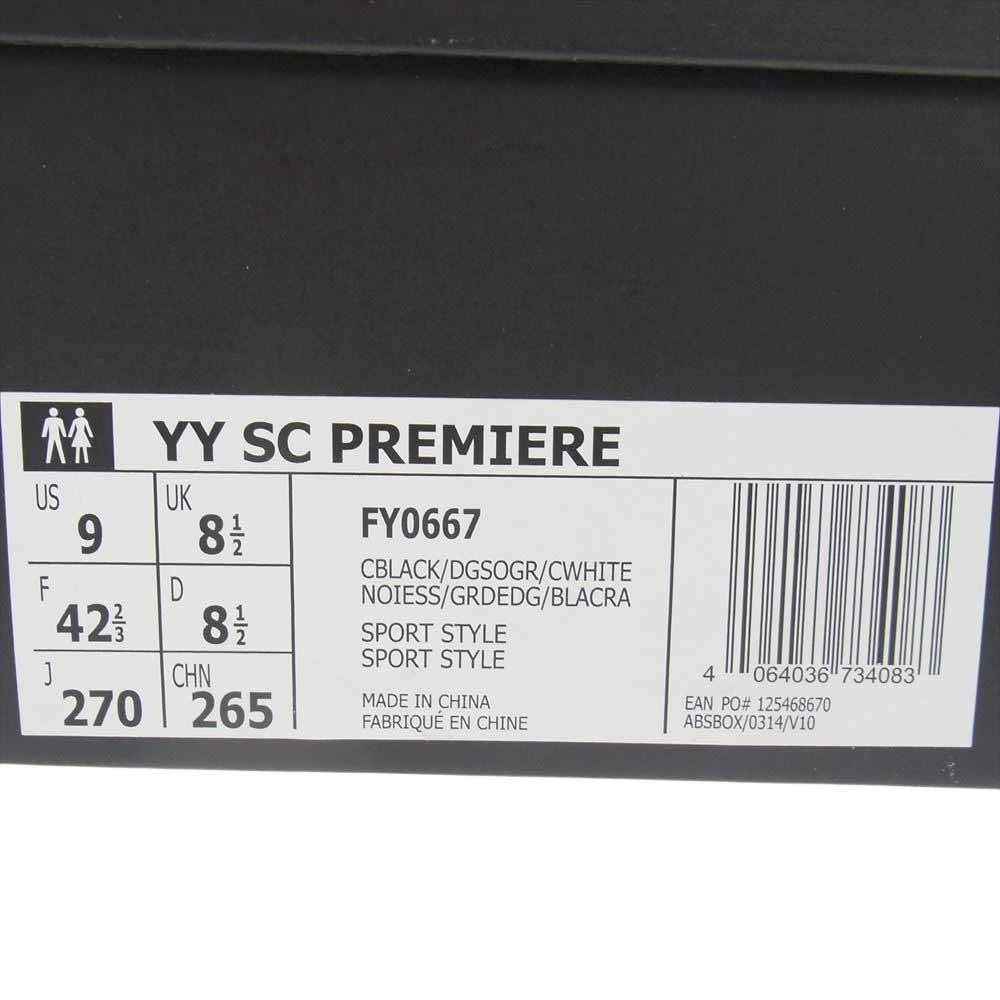 YY SC PREMIERE
US 9
UK 8 1/2
F 42 2/3
D 8 1/2
J 270
CHN 265
FY0667
CBLACK/DGSOGR/CWHITE
NOIESS/GRDEDG/BLACRA
SPORT STYLE
SPORT STYLE
MADE IN CHINA
FABRIQUÉ EN CHINE
4 064036 734083
EAN PO# 125468670
ABSBOX/0314/V10